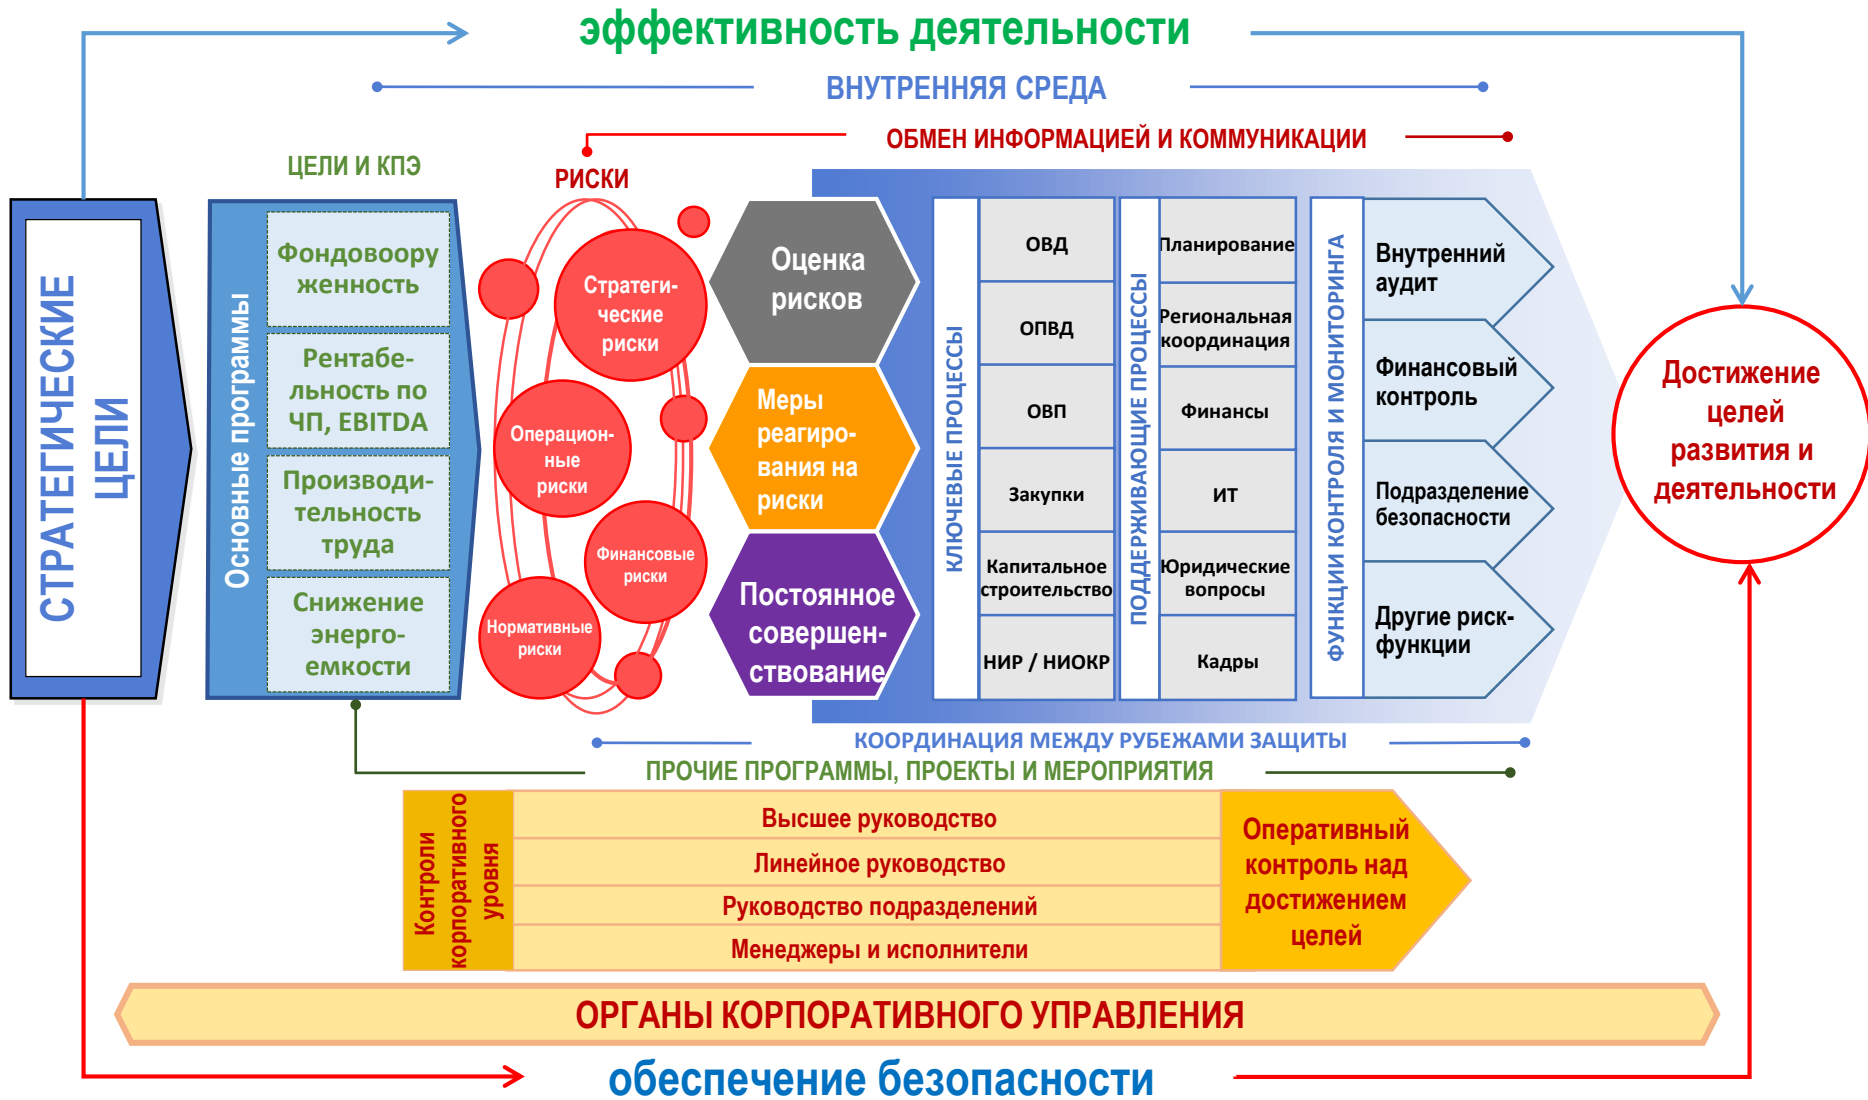 эффективность деятельности
ВНУТРЕННЯЯ СРЕДА
ОБМЕН ИНФОРМАЦИЕЙ И КОММУНИКАЦИИ
ЦЕЛИ И КПЭ
РИСКИ
СТРАТЕГИЧЕСКИЕ
ЦЕЛИ
Основные программы
Фондовоору
женность
Рентабе-
льность по
ЧП, EBITDA
Производи-
тельность
труда
Снижение
энерго-
емкости
Стратеги-
ческие
риски
Операцион-
ные
риски
Финансовые
риски
Нормативные
риски
Оценка
рисков
Меры
реагиро-
вания на
риски
Постоянное
совершен-
ствование
КЛЮЧЕВЫЕ ПРОЦЕССЫ
ОВД
ОПВД
ОВП
Закупки
Капитальное
строительство
НИР / НИОКР
ПОДДЕРЖИВАЮЩИЕ ПРОЦЕССЫ
Планирование
Региональная
координация
Финансы
ИТ
Юридические
вопросы
Кадры
ФУНКЦИИ КОНТРОЛЯ И МОНИТОРИНГА
Внутренний
аудит
Финансовый
контроль
Подразделение
безопасности
Другие риск-
функции
Достижение
целей
развития и
деятельности
КООРДИНАЦИЯ МЕЖДУ РУБЕЖАМИ ЗАЩИТЫ
ПРОЧИЕ ПРОГРАММЫ, ПРОЕКТЫ И МЕРОПРИЯТИЯ
Контроли
корпоративного
уровня
Высшее руководство
Линейное руководство
Руководство подразделений
Менеджеры и исполнители
Оперативный
контроль над
достижением
целей
ОРГАНЫ КОРПОРАТИВНОГО УПРАВЛЕНИЯ
обеспечение безопасности